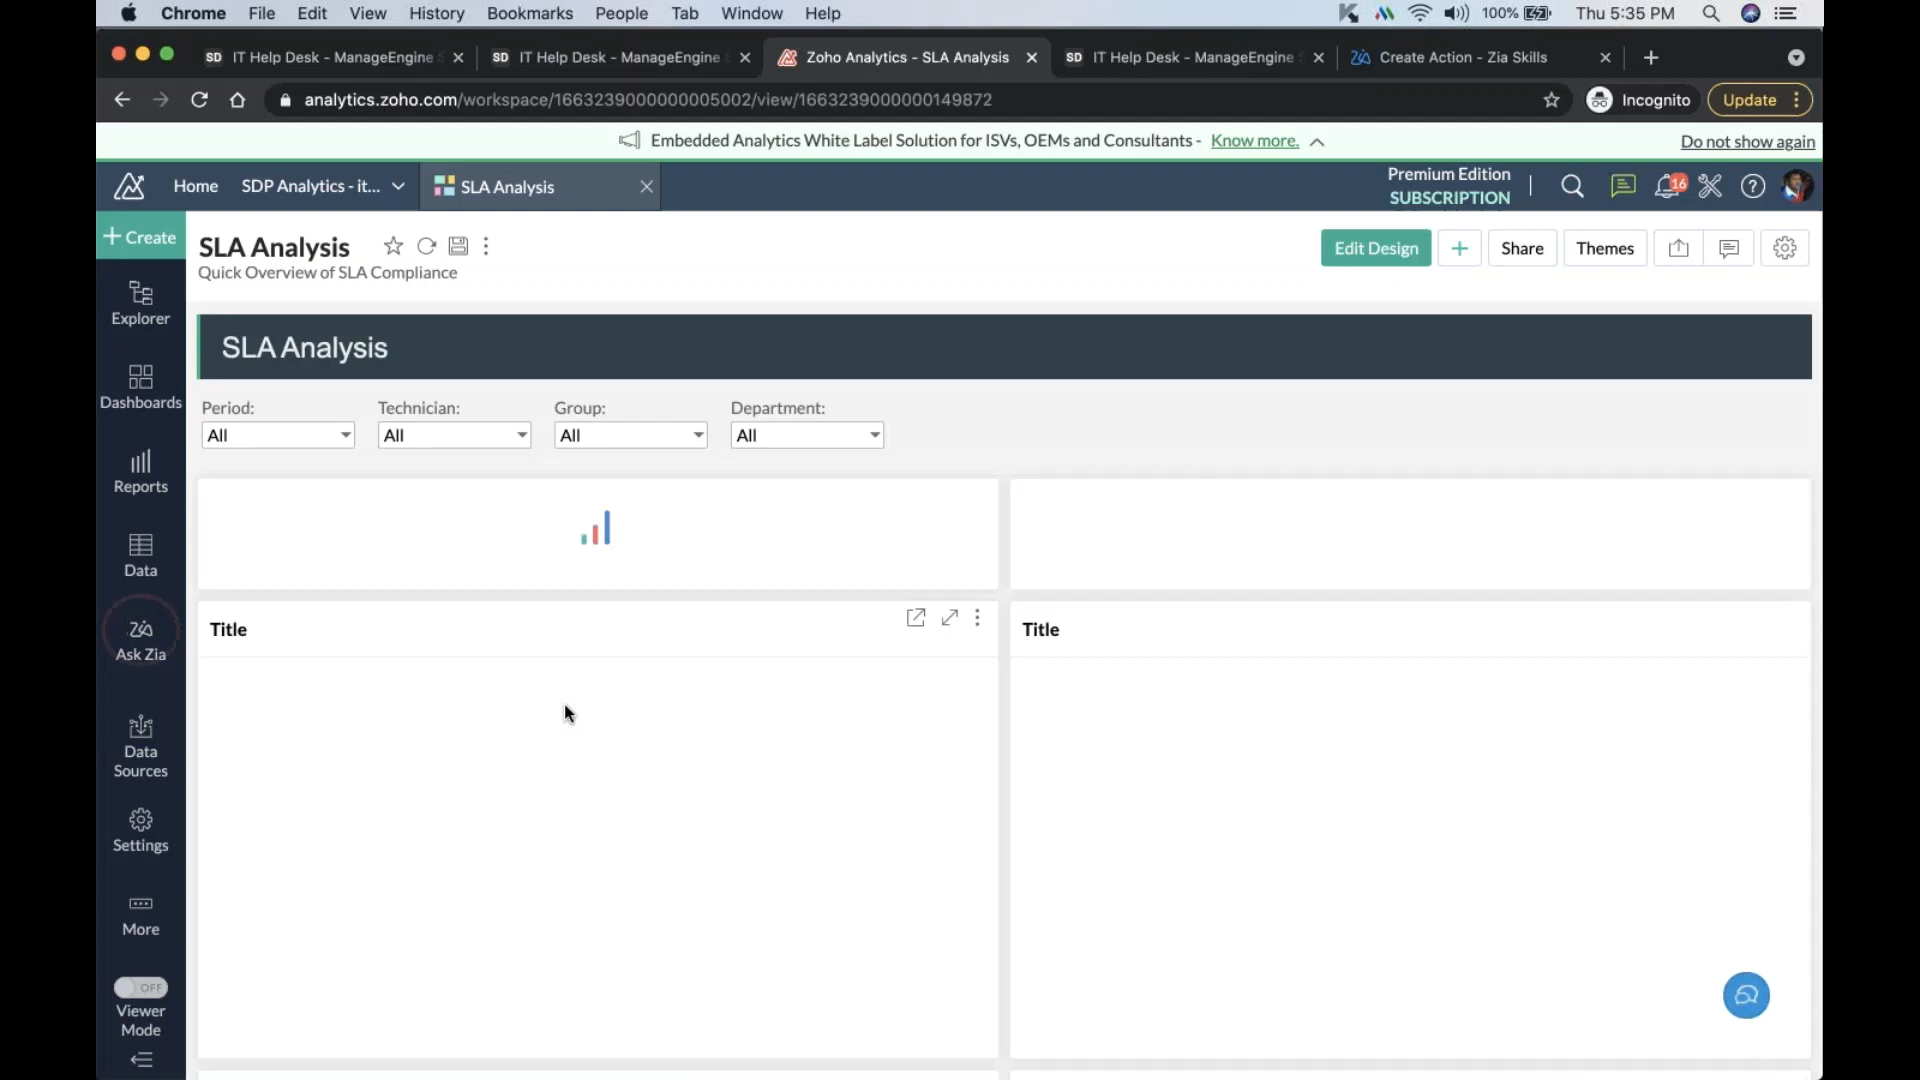 Chrome File Edit View History Bookmarks People Tab Window Help 100% Thu 5:35 PM
SD IT Help Desk - ManageEngine SD IT Help Desk - ManageEngine Zoho Analytics - SLA Analysis SD IT Help Desk - ManageEngine Create Action - Zia Skills
analytics.zoho.com/workspace/1663239000000005002/view/1663239000000149872 Incognito Update
Embedded Analytics White Label Solution for ISVs, OEMs and Consultants - Know more. Do not show again
Home SDP Analytics - it... SLA Analysis Premium Edition
SUBSCRIPTION
16
+ Create
SLA Analysis
Quick Overview of SLA Compliance
Edit Design + Share Themes
Explorer
Dashboards
Reports
Data
Zia
Ask Zia
Data
Sources
Settings
More
OFF
Viewer
Mode
SLA Analysis
Period: Technician: Group: Department:
All All All All
Title Title